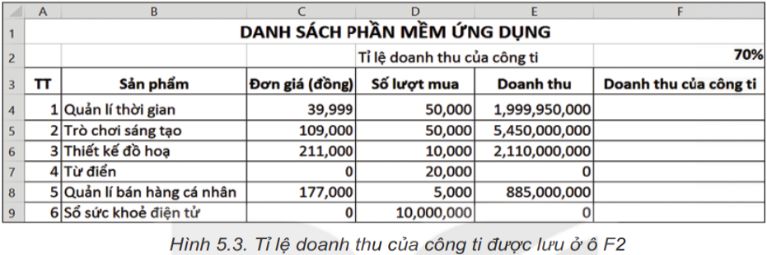 A B C D E F
1 DANH SÁCH PHẦN MỀM ỨNG DỤNG
2 Tỉ lệ doanh thu của công ti 70%
3 TT Sản phẩm Đơn giá (đồng) Số lượt mua Doanh thu Doanh thu của công ti
4 1 Quản lí thời gian 39,999 50,000 1,999,950,000
5 2 Trò chơi sáng tạo 109,000 50,000 5,450,000,000
6 3 Thiết kế đồ hoạ 211,000 10,000 2,110,000,000
7 4 Từ điển 0 20,000 0
8 5 Quản lí bán hàng cá nhân 177,000 5,000 885,000,000
9 6 Sổ sức khoẻ điện tử 0 10,000,000 0
Hình 5.3. Tỉ lệ doanh thu của công ti được lưu ở ô F2